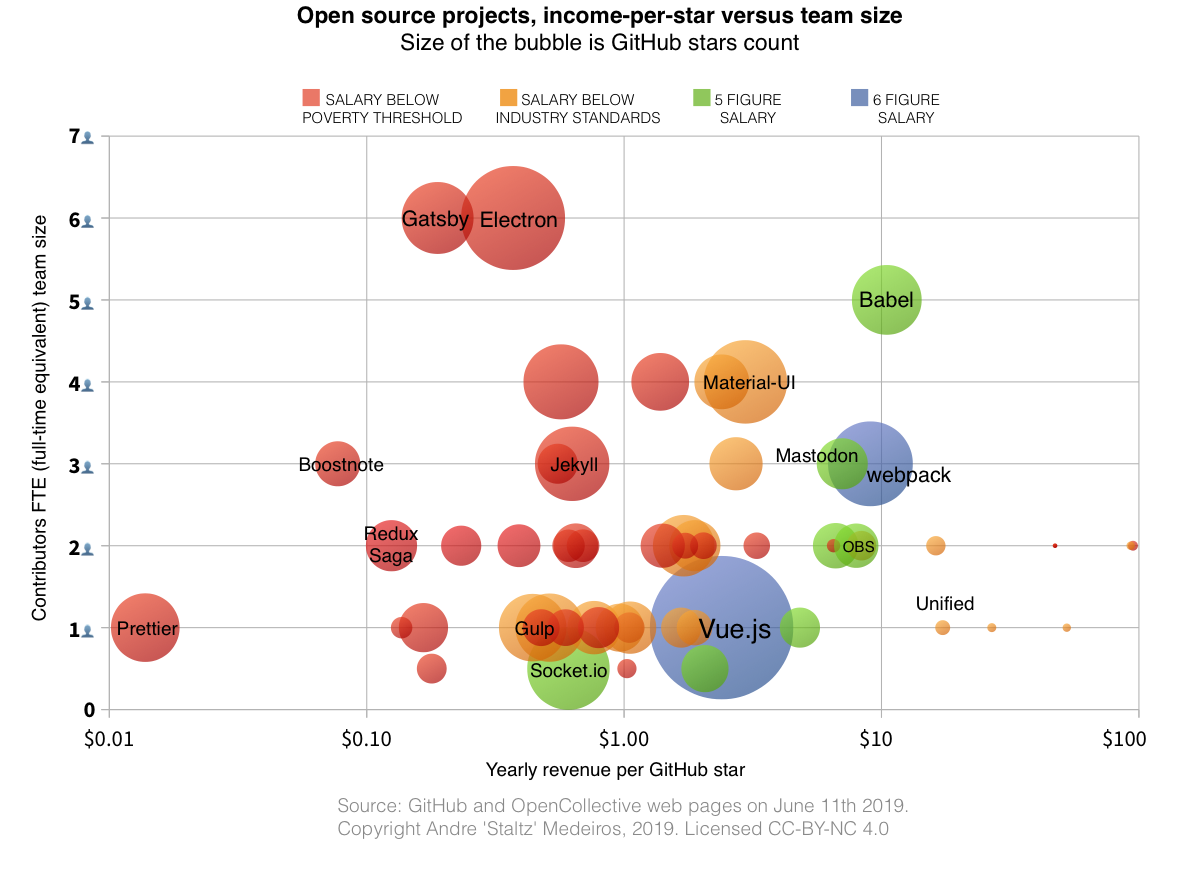 Open source projects, income-per-star versus team size
Size of the bubble is GitHub stars count
SALARY BELOW
POVERTY THRESHOLD
SALARY BELOW
INDUSTRY STANDARDS
5 FIGURE
SALARY
6 FIGURE
SALARY
Contributors FTE (full-time equivalent) team size
7
6
5
4
3
2
1
0
Gatsby
Electron
Babel
Material-UI
Boostnote
Jekyll
Mastodon
webpack
Redux
Saga
OBS
Unified
Prettier
Gulp
Vue.js
Socket.io
$0.01
$0.10
$1.00
$10
$100
Yearly revenue per GitHub star
Source: GitHub and OpenCollective web pages on June 11th 2019.
Copyright Andre 'Staltz' Medeiros, 2019. Licensed CC-BY-NC 4.0